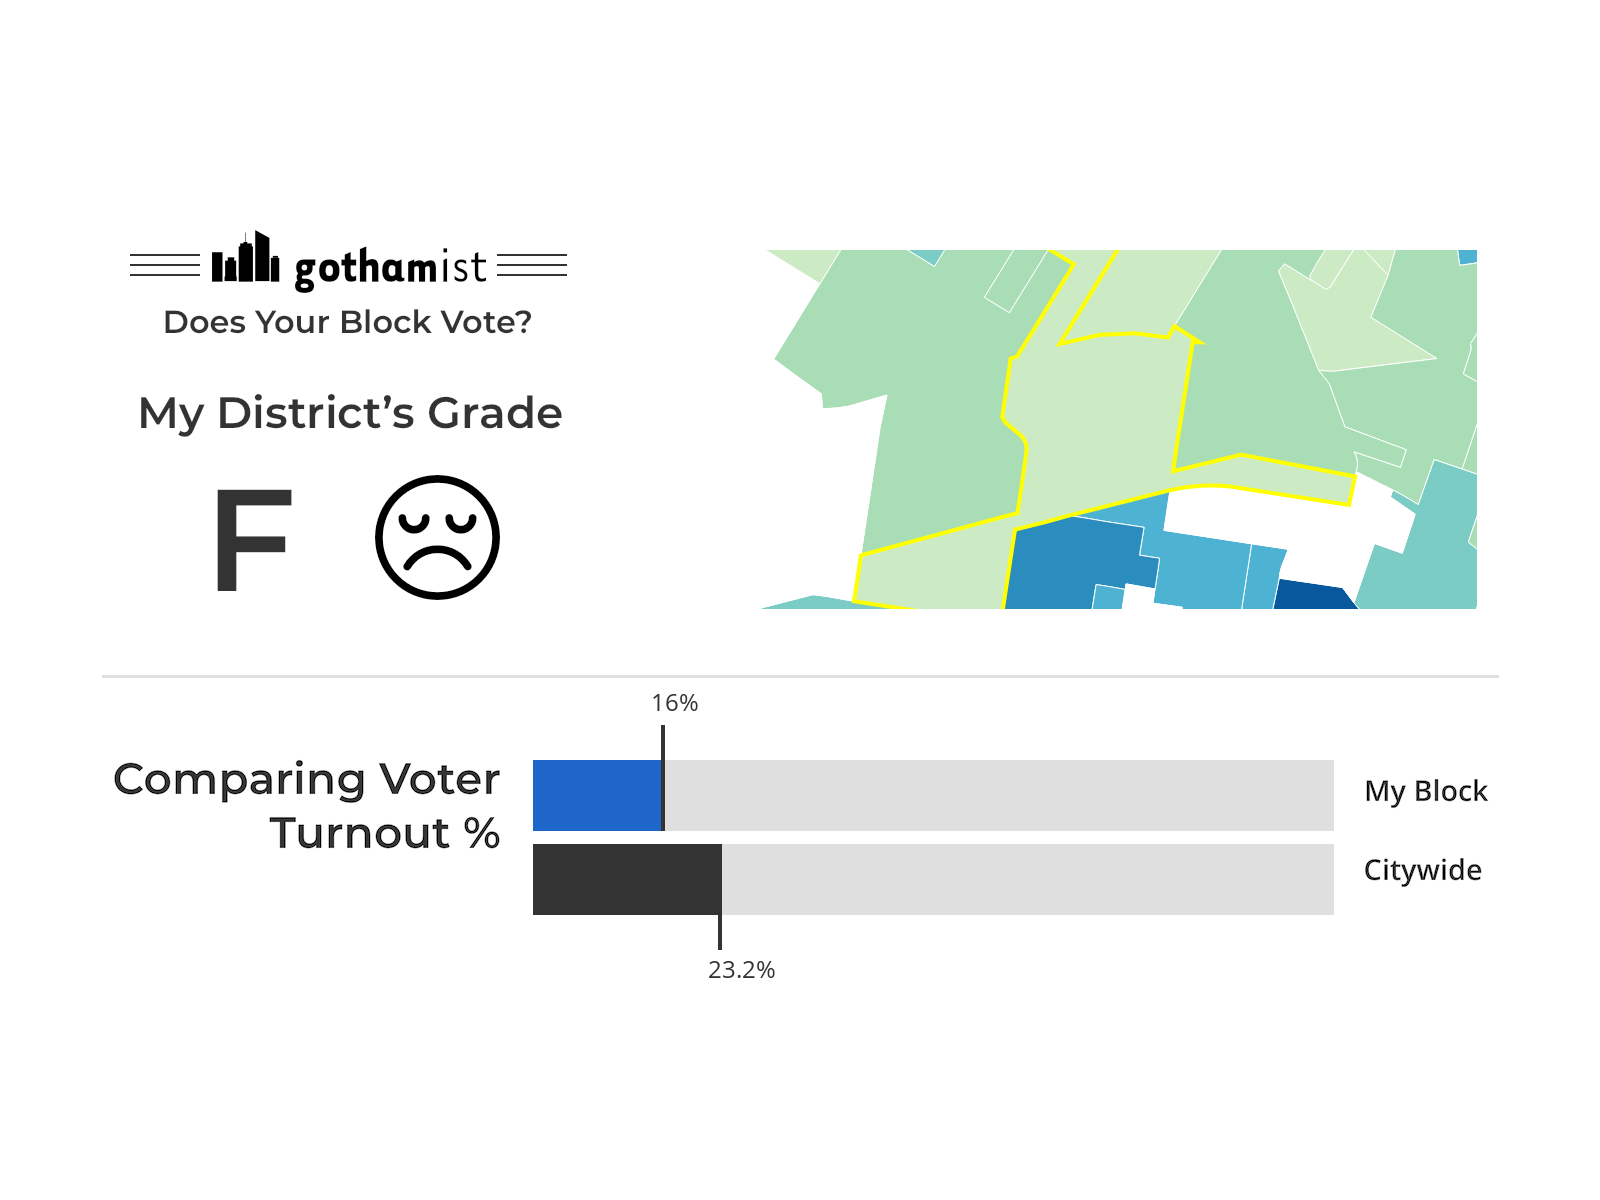 gothamist
Does Your Block Vote?
My District’s Grade
F
16%
Comparing Voter
Turnout %
My Block
Citywide
23.2%